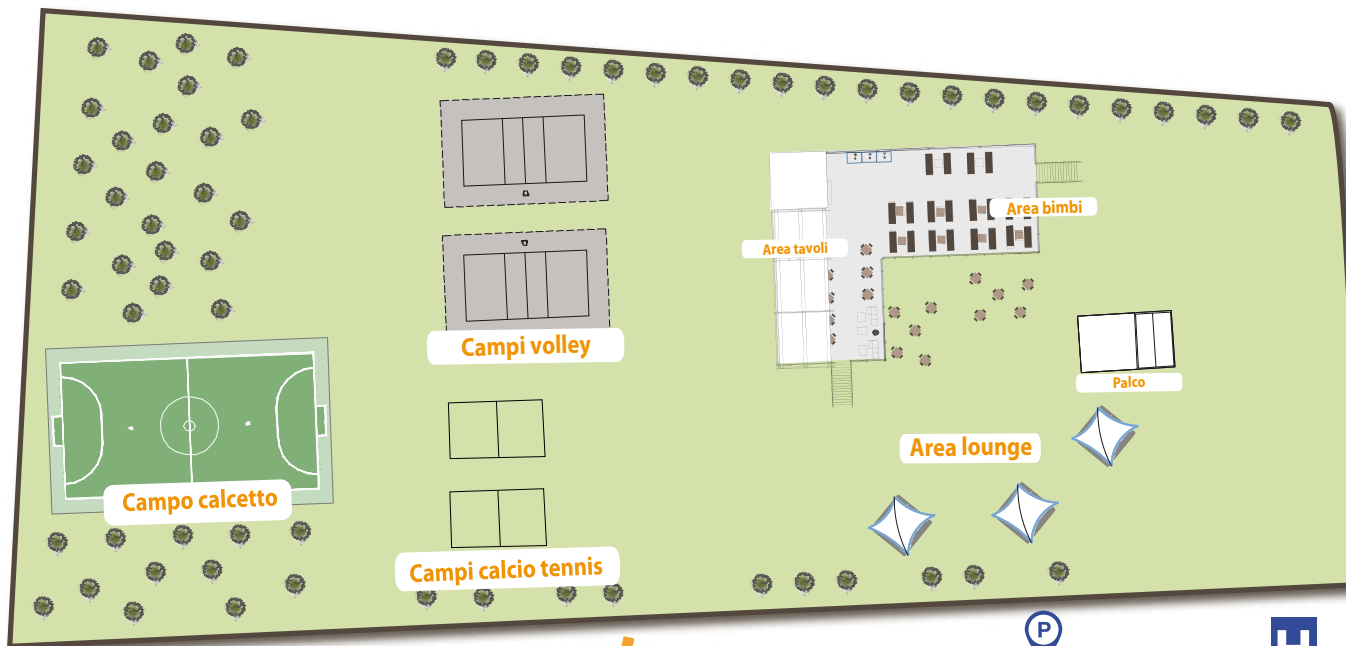 Area bimbi
Area tavoli
Campi volley
Palco
Area lounge
Campo calcetto
Campi calcio tennis
P